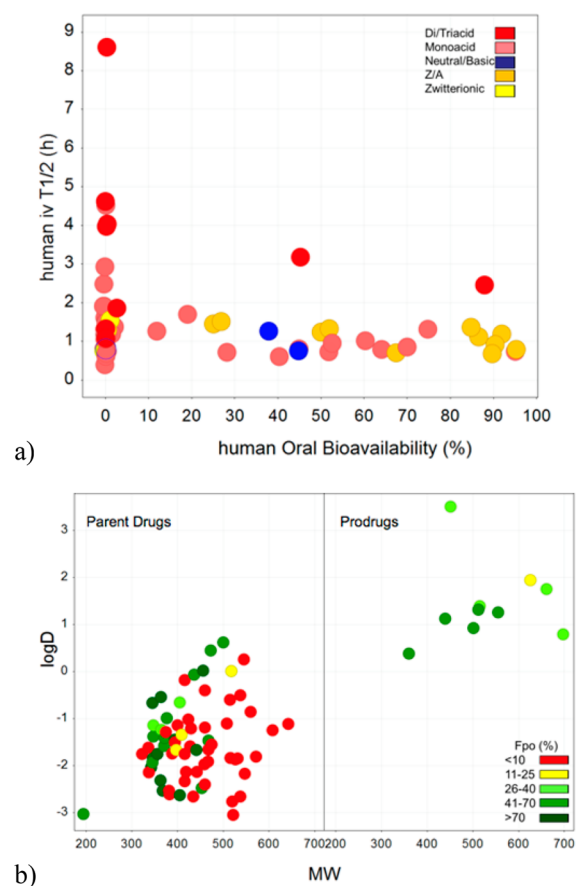 9
8
7
6
5
4
3
2
1
0
human iv T1/2 (h)
Di/Triacid
Monoacid
Neutral/Basic
Z/A
Zwitterionic
0 10 20 30 40 50 60 70 80 90 100
human Oral Bioavailability (%)
a)
Parent Drugs
Prodrugs
3
2
1
0
-1
-2
-3
logD
Fpo (%)
<10
11-25
26-40
41-70
>70
200 300 400 500 600 700 200 300 400 500 600 700
MW
b)